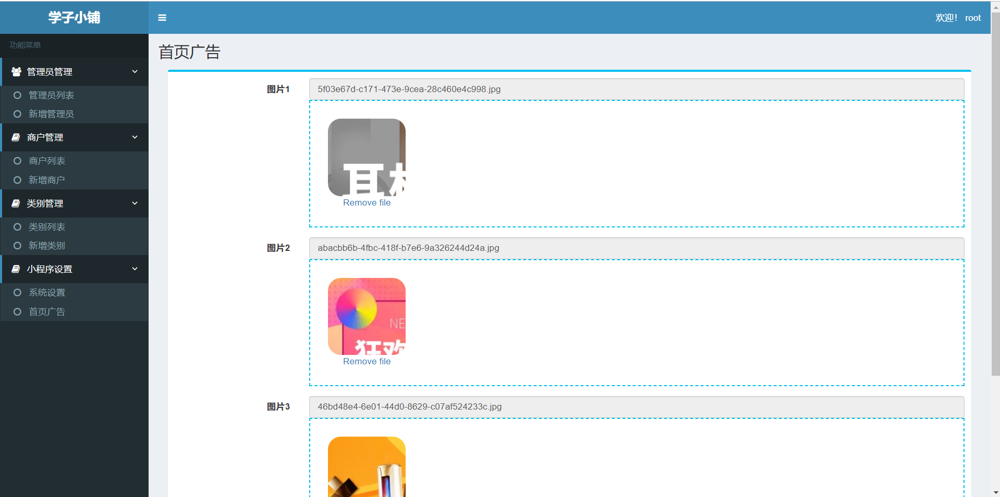 学子小铺
欢迎! root
功能菜单
管理员管理
管理员列表
新增管理员
商户管理
商户列表
新增商户
类别管理
类别列表
新增类别
小程序设置
系统设置
首页广告
首页广告
图片1
5f03e67d-c171-473e-9cea-28c460e4c998.jpg
Remove file
图片2
abacbb6b-4fbc-418f-b7e6-9a326244d24a.jpg
NE
狂欢
Remove file
图片3
46bd48e4-6e01-44d0-8629-c07af524233c.jpg